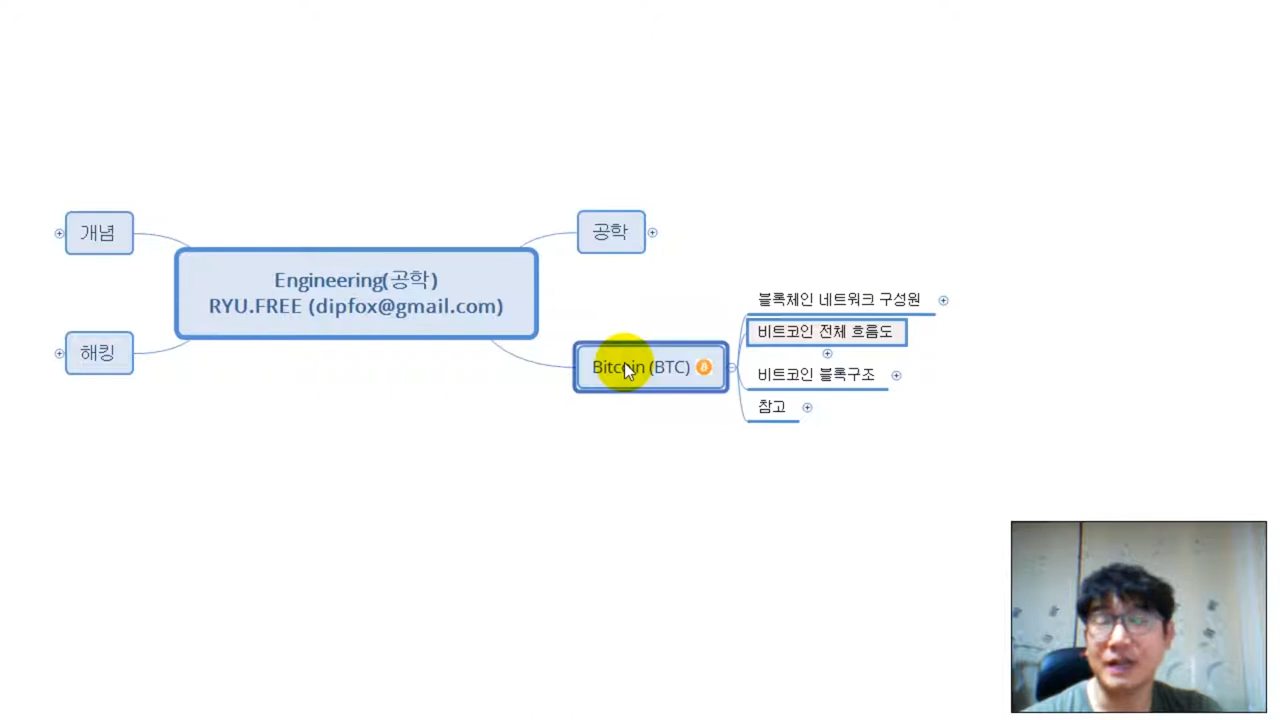 개념
공학
Engineering(공학)
RYU.FREE (dipfox@gmail.com)
해킹
Bitcoin (BTC)
블록체인 네트워크 구성원
비트코인 전체 흐름도
비트코인 블록구조
참고